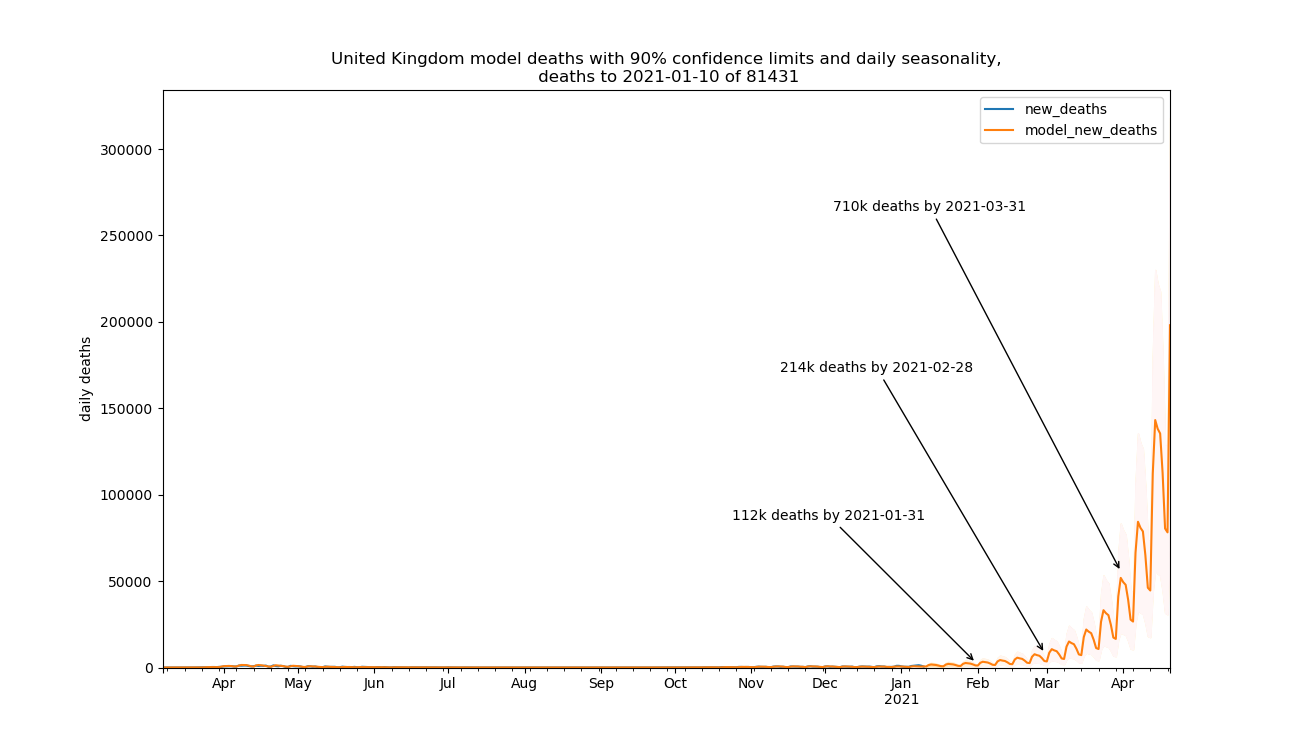 United Kingdom model deaths with 90% confidence limits and daily seasonality,
deaths to 2021-01-10 of 81431
new_deaths
model_new_deaths
300000
250000
200000
150000
100000
50000
0
daily deaths
710k deaths by 2021-03-31
214k deaths by 2021-02-28
112k deaths by 2021-01-31
Apr May Jun Jul Aug Sep Oct Nov Dec Jan Feb Mar Apr
2021